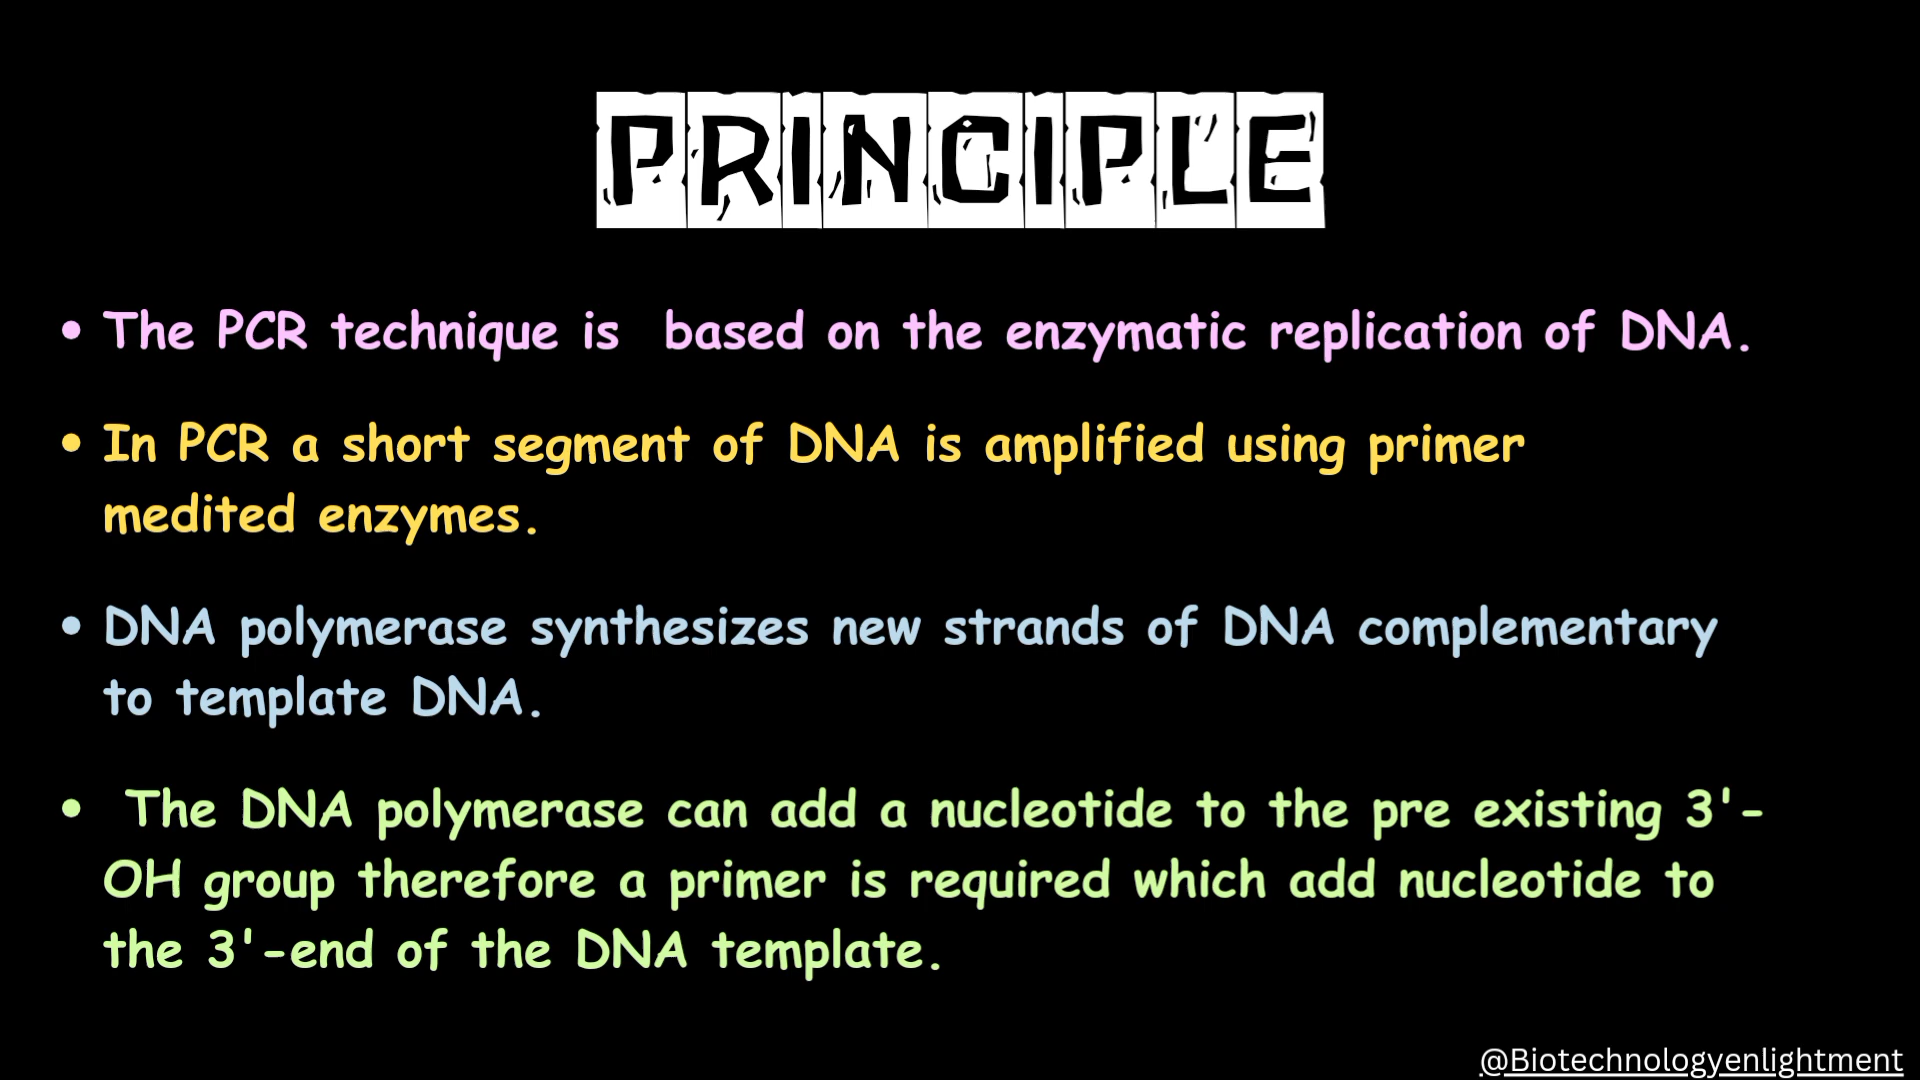 PRINCIPLE
• The PCR technique is  based on the enzymatic replication of DNA.
• In PCR a short segment of DNA is amplified using primer
medited enzymes.
• DNA polymerase synthesizes new strands of DNA complementary
to template DNA.
•  The DNA polymerase can add a nucleotide to the pre existing 3'-
OH group therefore a primer is required which add nucleotide to
the 3'-end of the DNA template.
@Biotechnologyenlightment